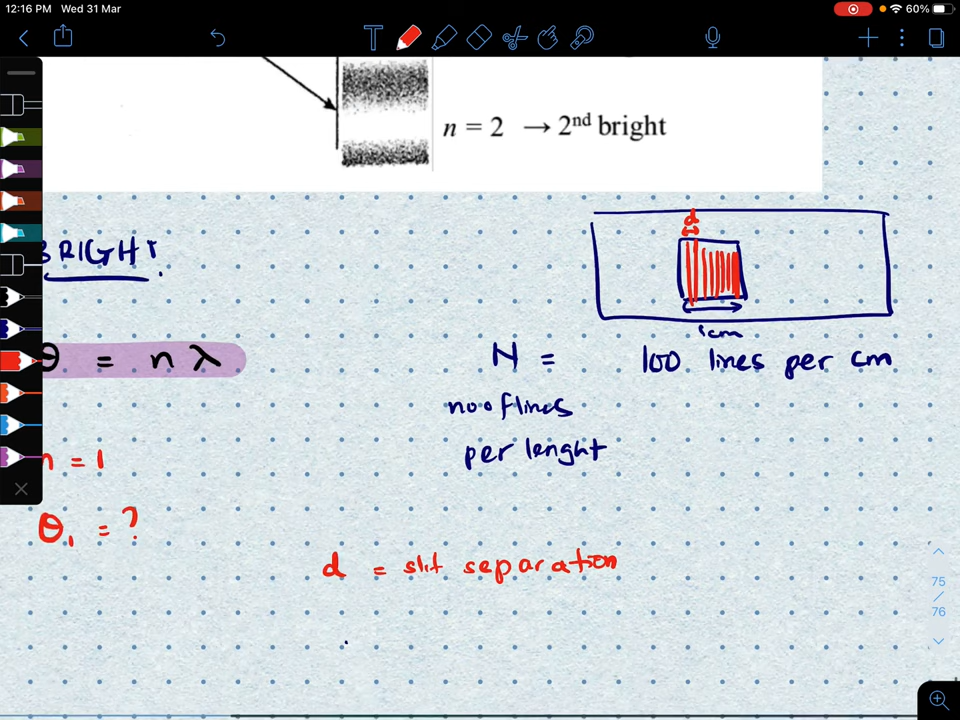 12:16 PM Wed 31 Mar
60%
n = 2 → 2nd bright
BRIGHT
d
1cm
θ = nλ
N = 100 lines per cm
no of lines
per lenght
n = 1
θ1 = ?
d = slit separation
75
/
76